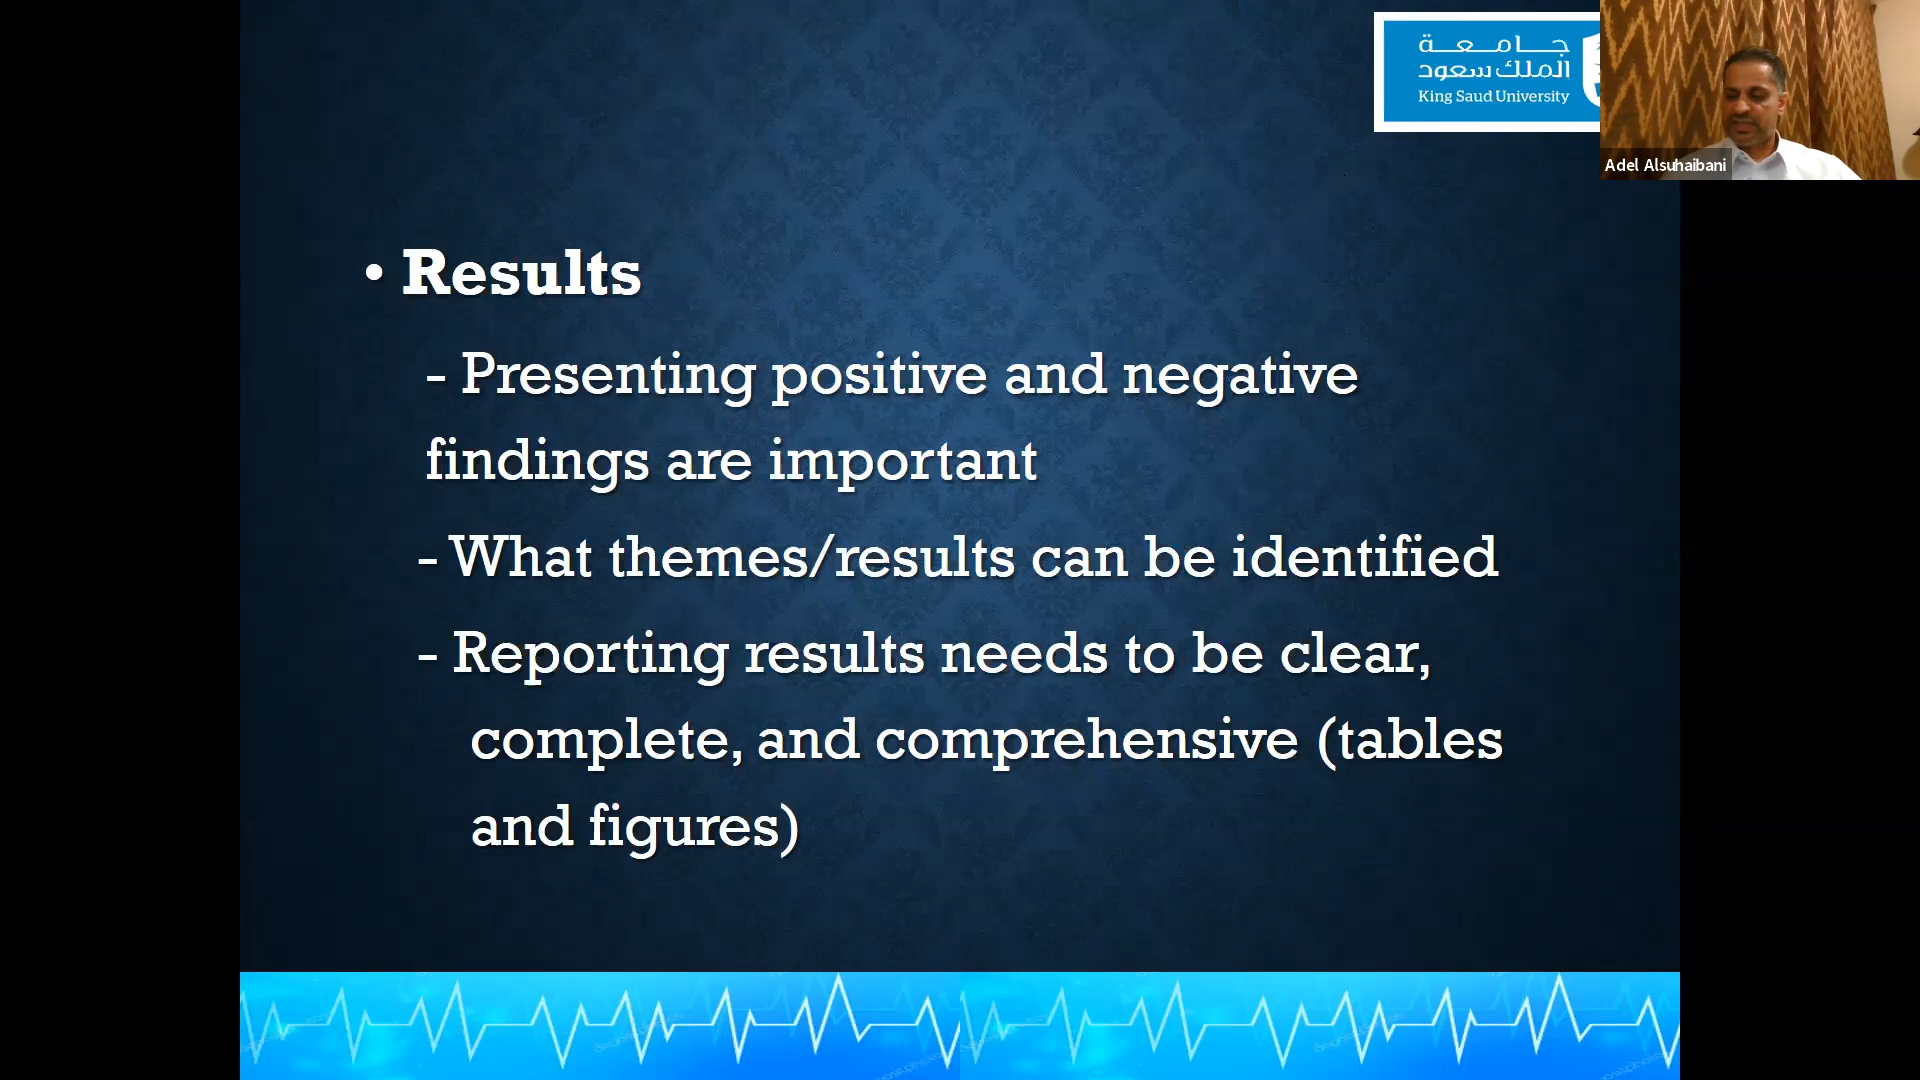 جامعة
الملك سعود
King Saud University
Adel Alsuhaibani
• Results
- Presenting positive and negative
findings are important
- What themes/results can be identified
- Reporting results needs to be clear,
complete, and comprehensive (tables
and figures)